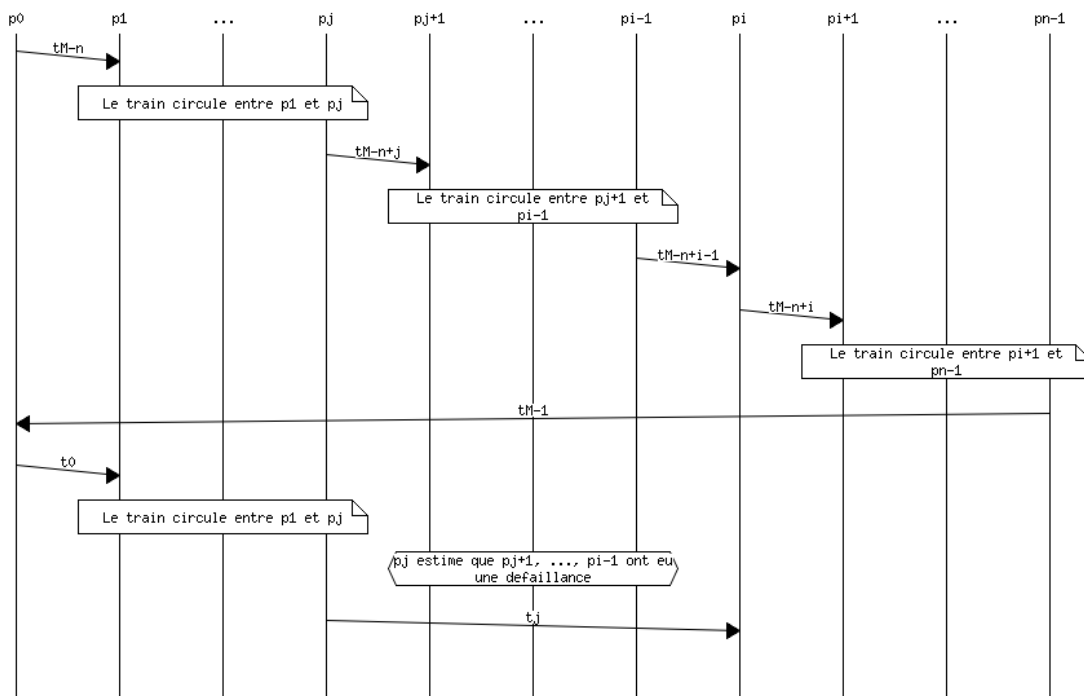 p0 p1 ... pj pj+1 ... pi-1 pi pi+1 ... pn-1
tM-n
Le train circule entre p1 et pj
tM-n+j
Le train circule entre pj+1 et
pi-1
tM-n+i-1
tM-n+i
Le train circule entre pi+1 et
pn-1
tM-1
t0
Le train circule entre p1 et pj
pj estime que pj+1, ..., pi-1 ont eu
une defaillance
tj